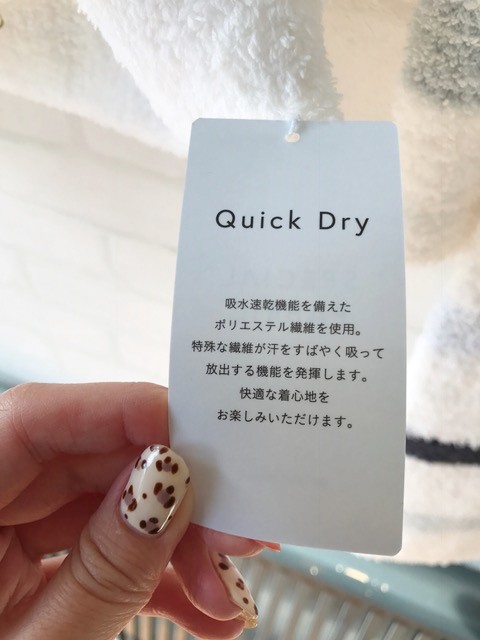 Quick Dry
吸水速乾機能を備えた
ポリエステル繊維を使用。
特殊な繊維が汗をすばやく吸って
放出する機能を発揮します。
快適な着心地を
お楽しみいただけます。